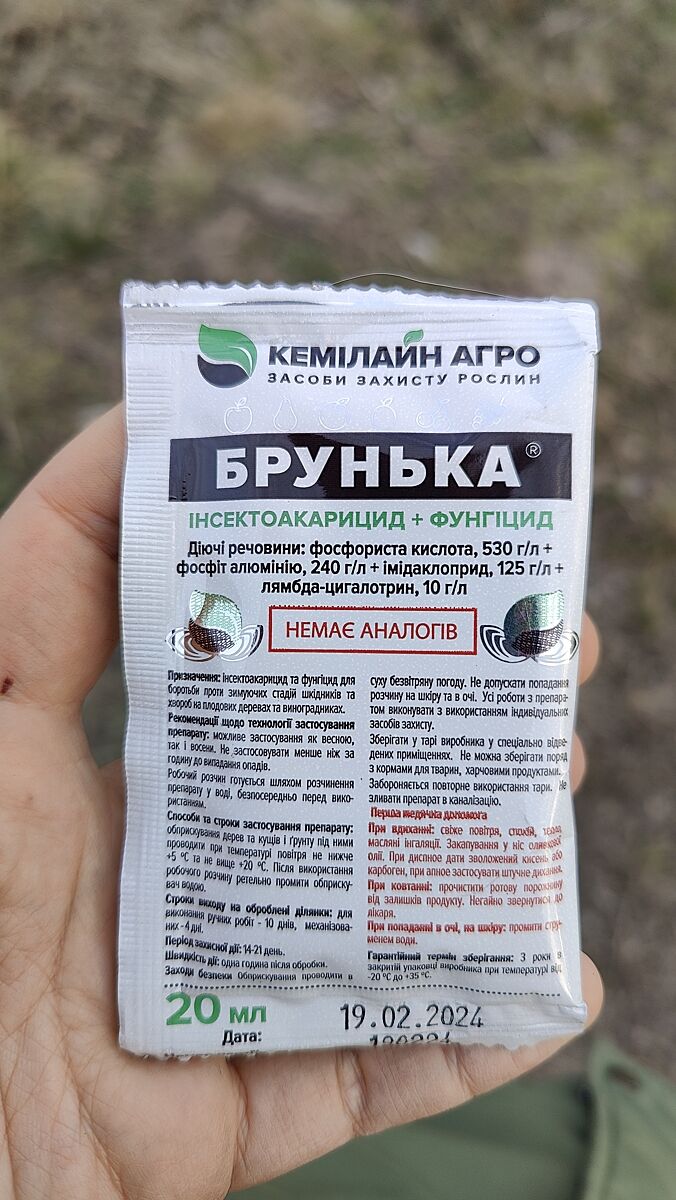 КЕМІЛАЙН АГРО
ЗАСОБИ ЗАХИСТУ РОСЛИН
БРУНЬКА®
ІНСЕКТОАКАРИЦИД + ФУНГІЦИД
Діючі речовини: фосфориста кислота, 530 г/л +
фосфіт алюмінію, 240 г/л + імідаклоприд, 125 г/л +
лямбда-цигалотрин, 10 г/л
НЕМАЄ АНАЛОГІВ
Призначення: інсектоакарицид та фунгіцид для
боротьби проти зимуючих стадій шкідників та
хвороб на плодових деревах та виноградниках.
Рекомендації щодо технології застосування
препарату: можливе застосування як весною,
так і восени. Не застосовувати менше ніж за
годину до випадання опадів.
Робочий розчин готується шляхом розчинення
препарату у воді, безпосередньо перед вико-
ристанням.
Способи та строки застосування препарату:
обприскування дерев та кущів і ґрунту під ними
проводити при температурі повітря не нижче
+5 °С та не вище +20 °С. Після використання
робочого розчину ретельно промити обприску-
вач водою.
Строки виходу на оброблені ділянки: для
виконання ручних робіт - 10 днів, механізова-
них - 4 дні.
Період захисної дії: 14-21 день.
Швидкість дії: одна година після обробки.
Заходи безпеки Обприскування проводити в
суху безвітряну погоду. Не допускати попадання
розчину на шкіру та в очі. Усі роботи з препара-
том виконувати з використанням індивідуальних
засобів захисту.
Зберігати у тарі виробника у спеціально відве-
дених приміщеннях. Не можна зберігати поряд
з кормами для тварин, харчовими продуктами.
Забороняється повторне використання тари. Не
зливати препарат в каналізацію.
Перша медична допомога
При вдиханні: свіже повітря, спокій, тепло,
масляні інгаляції. Закапування у ніс оливкової
олії. При диспное дати зволожений кисень або
карбоген, при апное застосувати штучне дихання.
При ковтанні: прочистити ротову порожнину
від залишків продукту. Негайно звернутися до
лікаря.
При попаданні в очі, на шкіру: промити стру-
менем води.
Гарантійний термін зберігання: 3 роки в
закритій упаковці виробника при температурі від
-20 °С до +35 °С.
20 мл
Дата:
19.02.2024